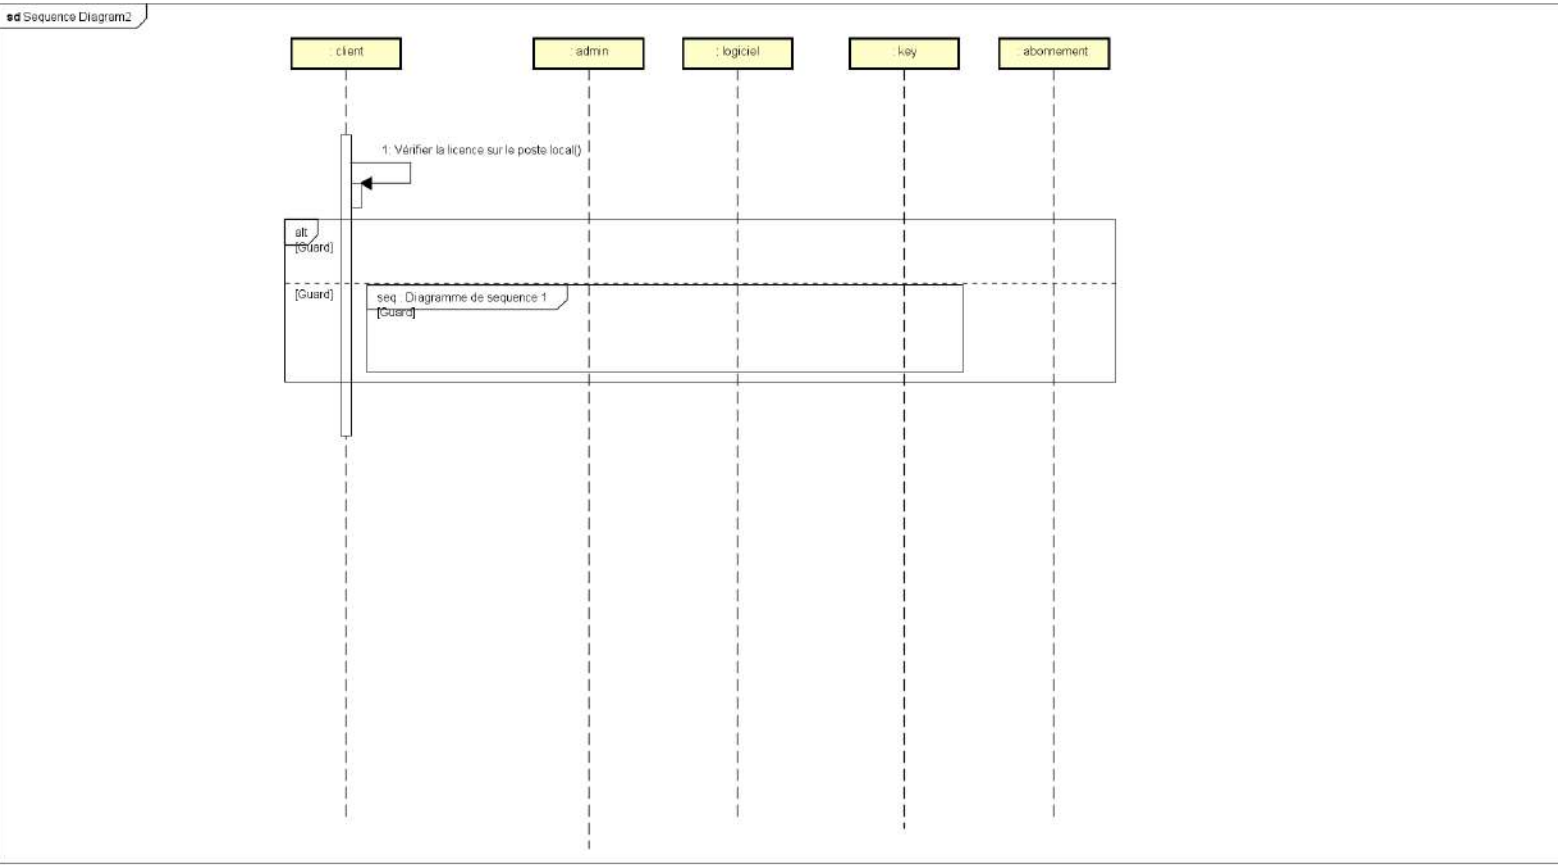 sd Sequence Diagram2
: client
: admin
: logiciel
: key
: abonnement
1: Vérifier la licence sur le poste local()
alt
[Guard]
[Guard]
seq : Diagramme de sequence 1
[Guard]